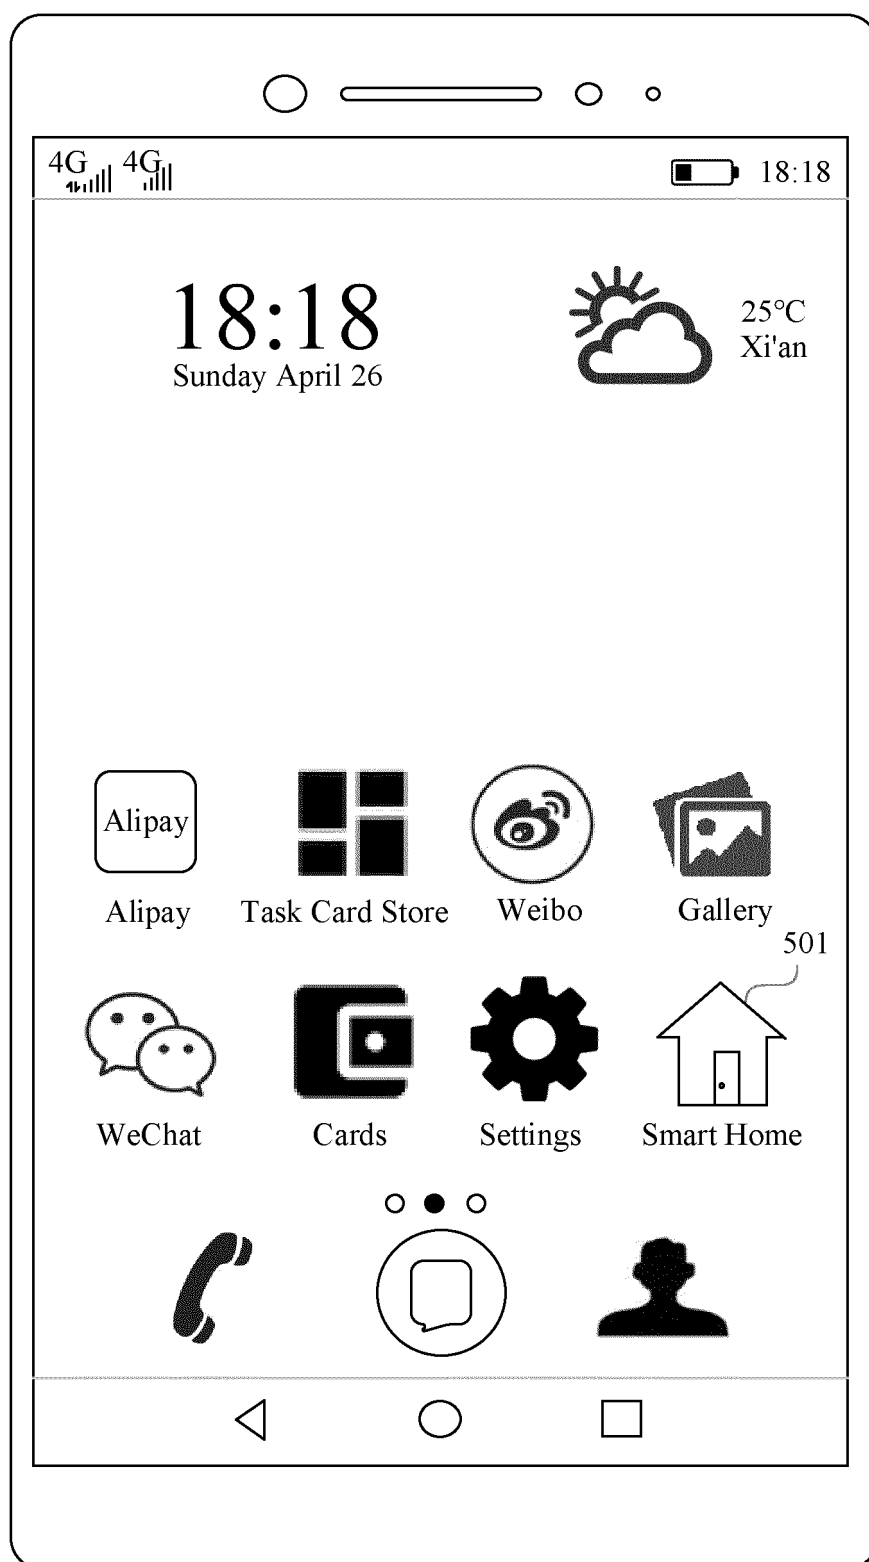 4G 4G 18:18
18:18
Sunday April 26
25℃
Xi'an
Alipay
Alipay Task Card Store Weibo Gallery
501
WeChat Cards Settings Smart Home